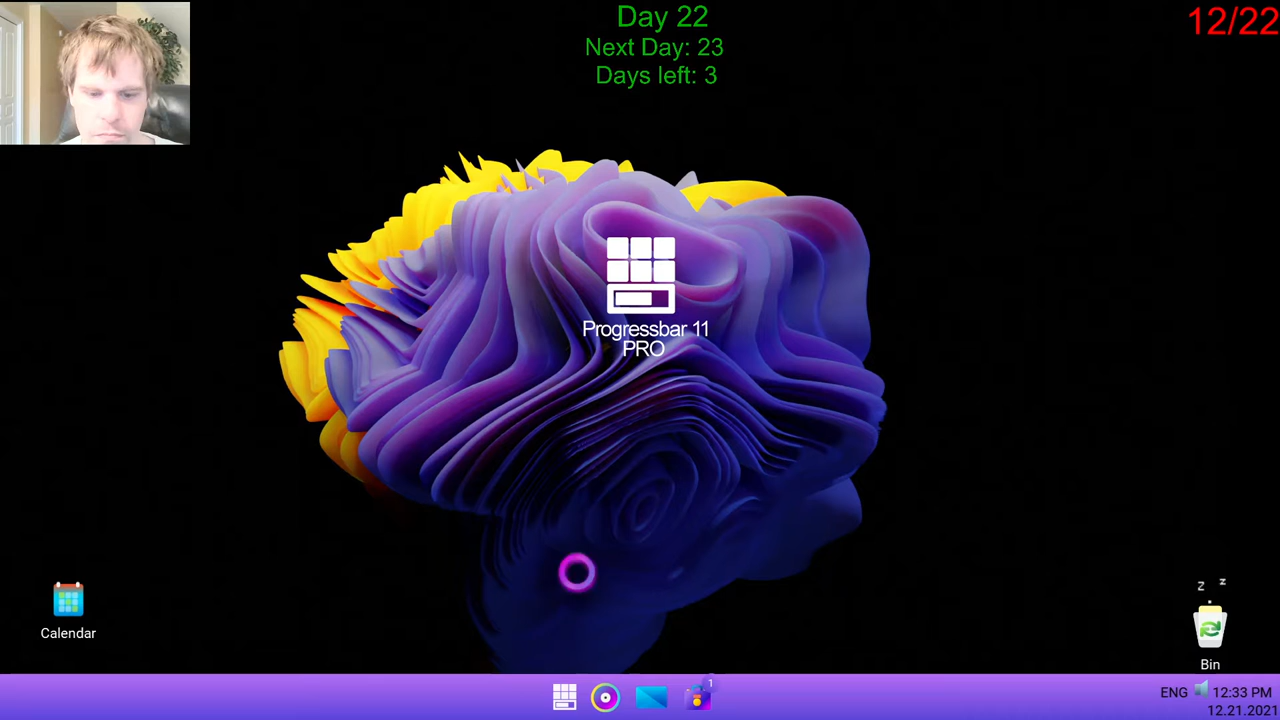 Day 22
Next Day: 23
Days left: 3
12/22
Progressbar 11
PRO
Calendar
z z
Bin
1
ENG 12:33 PM
12.21.2021